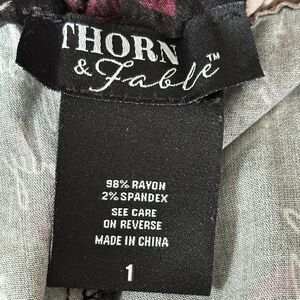 THORN
& Fable™
98% RAYON
2% SPANDEX
SEE CARE
ON REVERSE
MADE IN CHINA
1